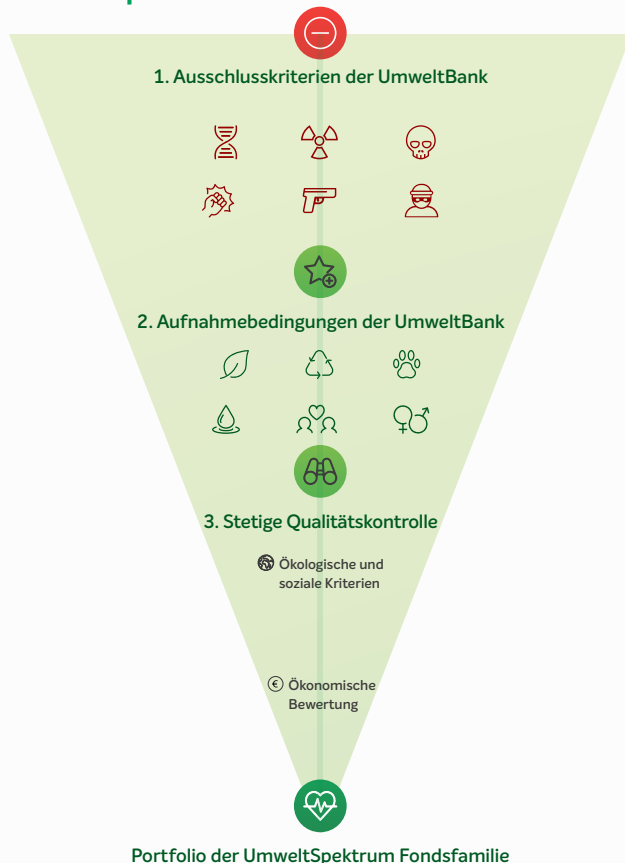 1. Ausschlusskriterien der UmweltBank
2. Aufnahmebedingungen der UmweltBank
3. Stetige Qualitätskontrolle
Ökologische und
soziale Kriterien
€ Ökonomische
Bewertung
Portfolio der UmweltSpektrum Fondsfamilie